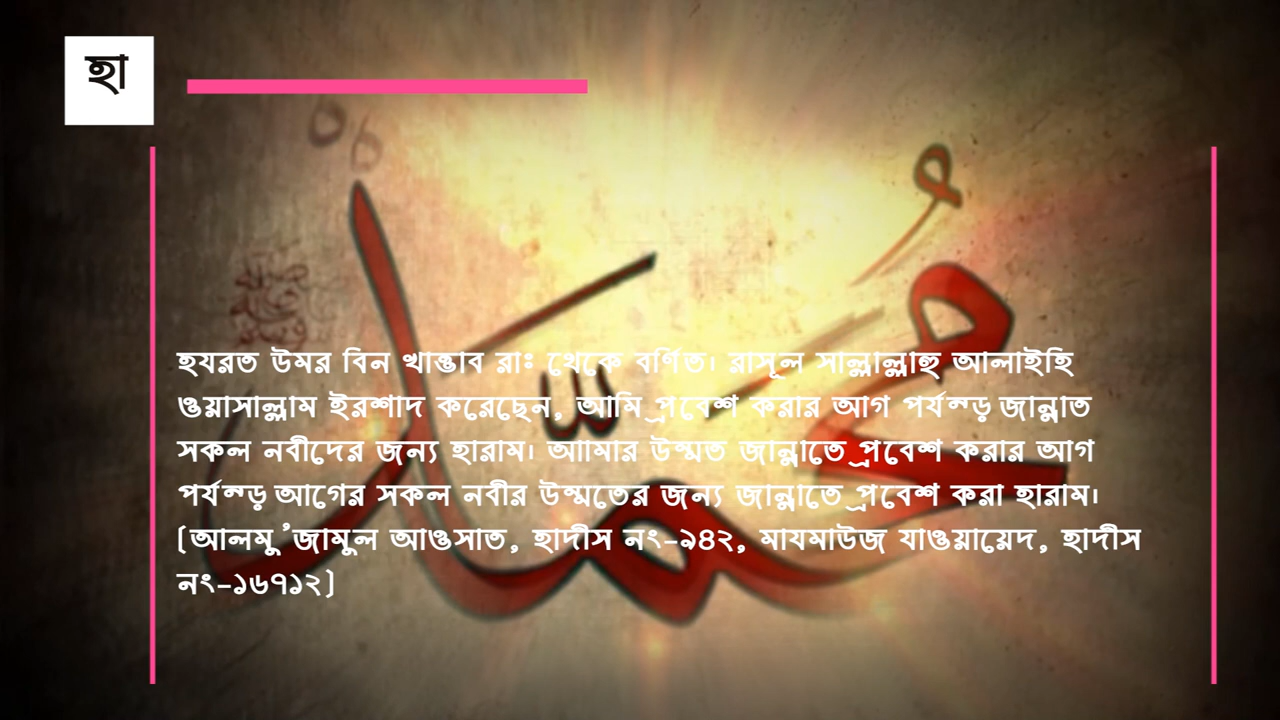 হা
হযরত উমর বিন খাত্তাব রাঃ থেকে বর্ণিত। রাসূল সাল্লাল্লাহু আলাইহি
ওয়াসাল্লাম ইরশাদ করেছেন, আমি প্রবেশ করার আগ পর্যন্ড় জান্নাত
সকল নবীদের জন্য হারাম। আামার উম্মত জান্নাতে প্রবেশ করার আগ
পর্যন্ড় আগের সকল নবীর উম্মতের জন্য জান্নাতে প্রবেশ করা হারাম।
(আলমু’জামুল আওসাত, হাদীস নং-৯৪২, মাযমাউজ যাওয়ায়েদ, হাদীস
নং-১৬৭১২)
محمد